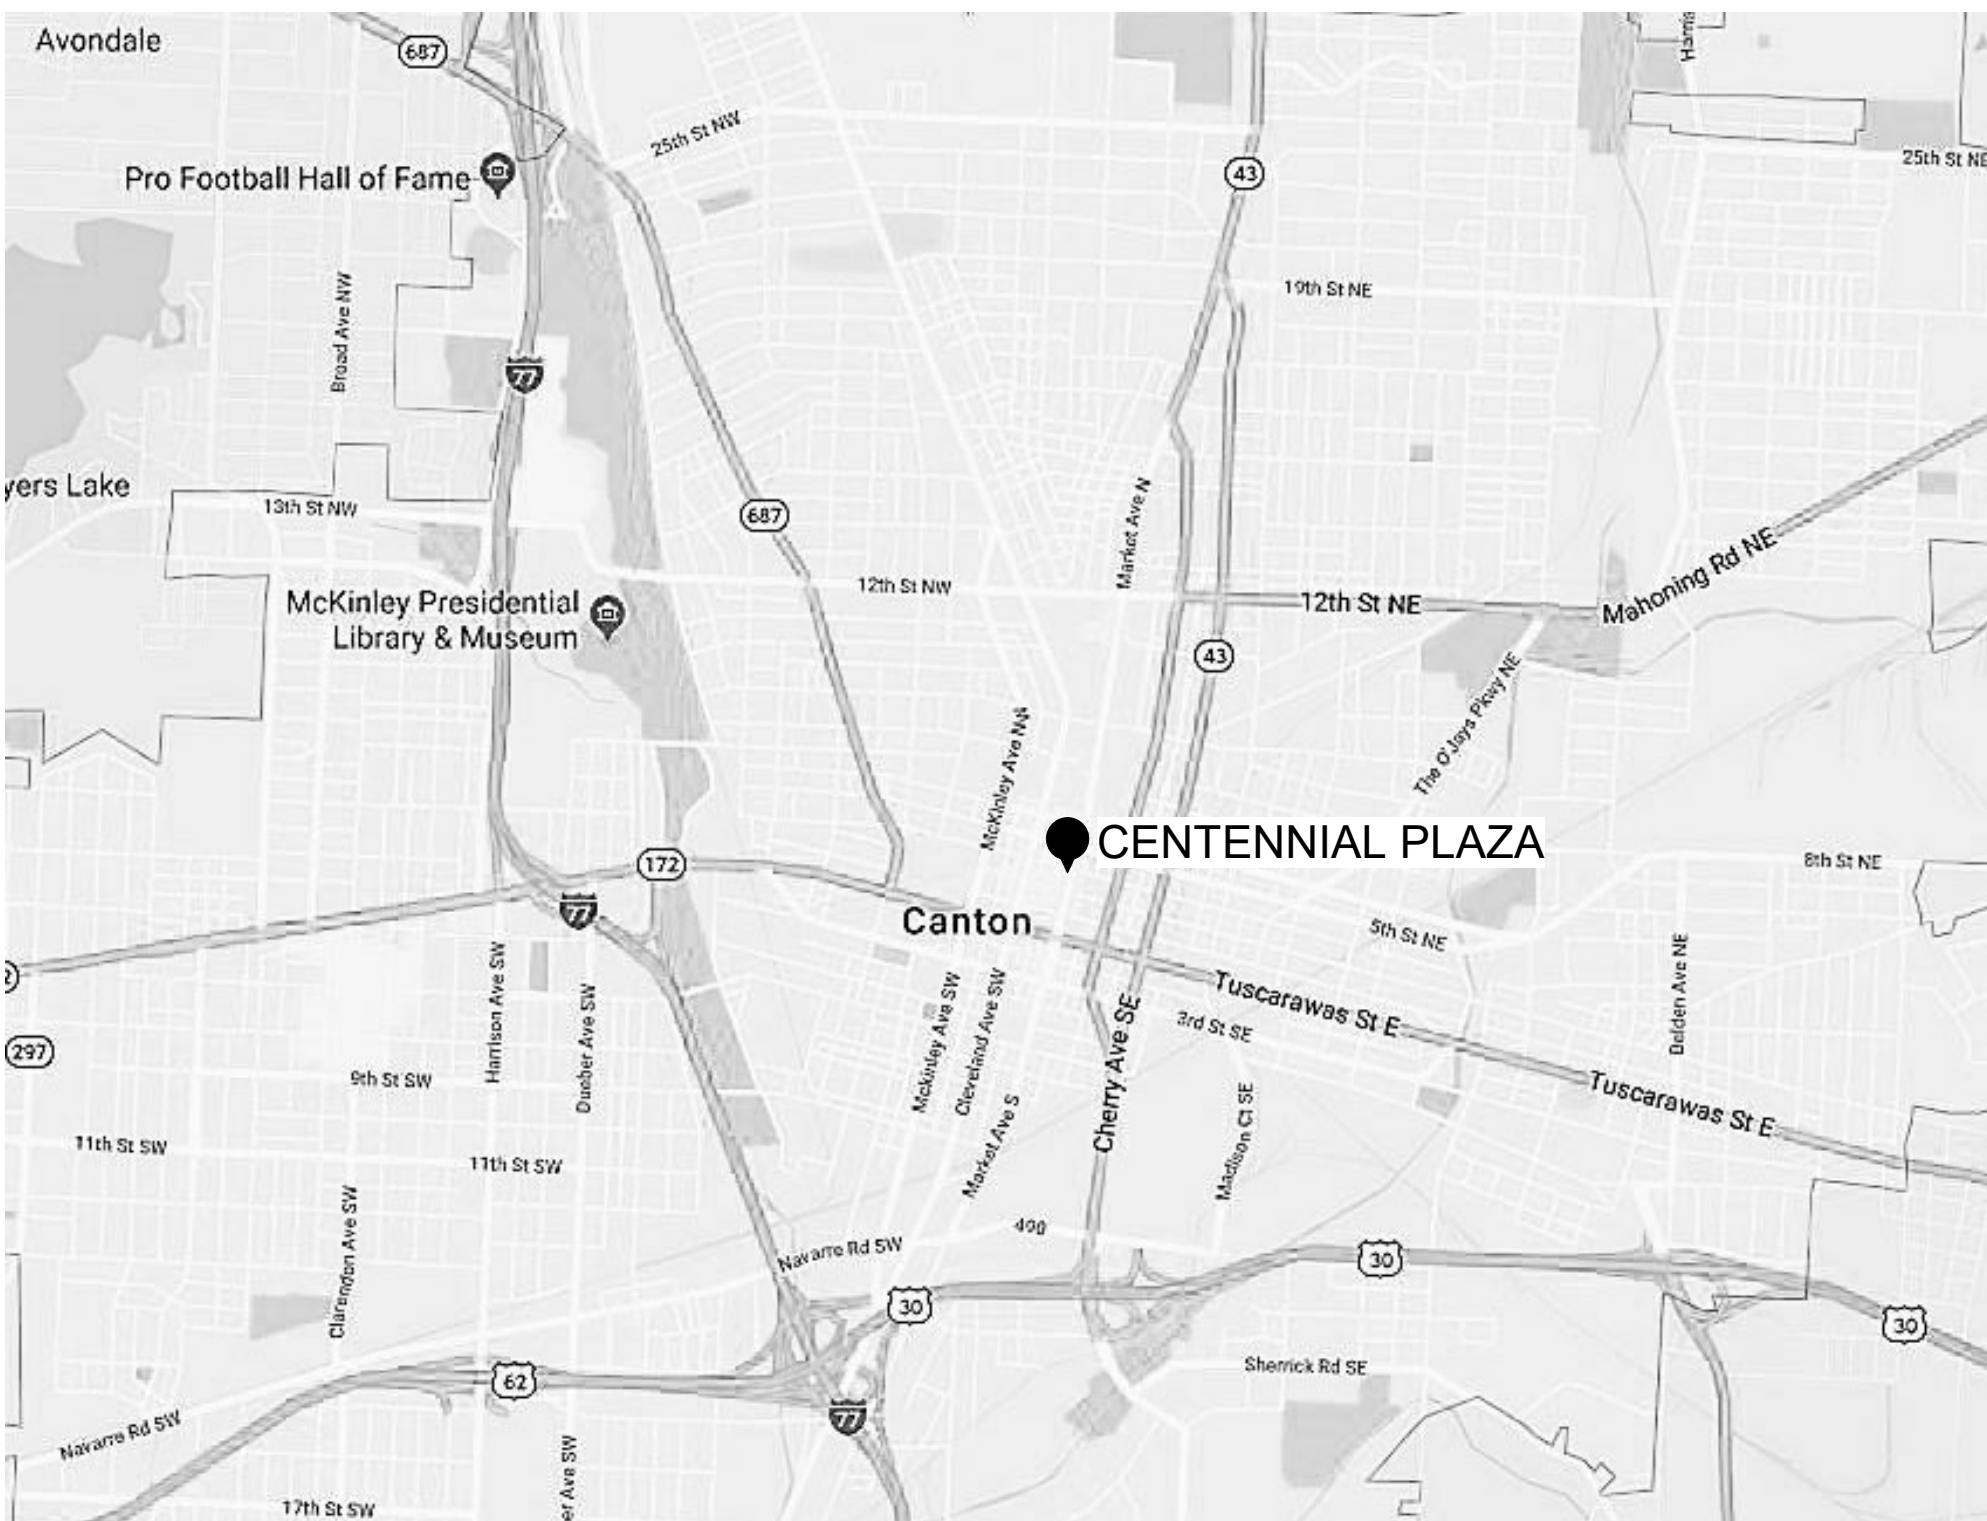 Avondale
687
Harris
25th St NW
25th St NE
Pro Football Hall of Fame
43
19th St NE
Broad Ave NW
77
yers Lake
13th St NW
687
Market Ave N
Mahoning Rd NE
12th St NW
12th St NE
McKinley Presidential
Library & Museum
43
The O'Jays Pkwy NE
McKinley Ave NW
CENTENNIAL PLAZA
172
8th St NE
77
Canton
5th St NE
Belden Ave NE
2
Harrison Ave SW
Dueber Ave SW
Mckinley Ave SW
Cleveland Ave SW
Tuscarawas St E
3rd St SE
297
9th St SW
Cherry Ave SE
Tuscarawas St E
Market Ave S
Madison Ct SE
11th St SW
11th St SW
Clarendon Ave SW
Navarre Rd SW
30
30
30
62
Sherrick Rd SE
77
Navarre Rd SW
er Ave SW
17th St SW